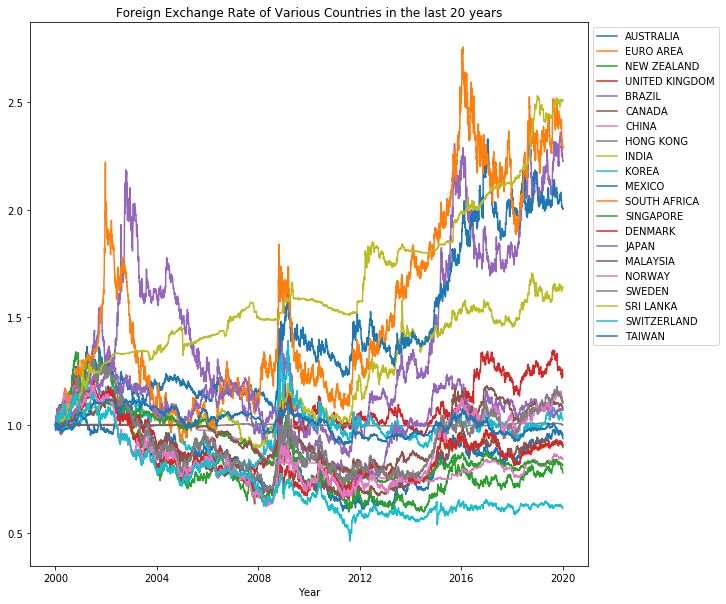 Foreign Exchange Rate of Various Countries in the last 20 years
AUSTRALIA
EURO AREA
NEW ZEALAND
UNITED KINGDOM
BRAZIL
CANADA
CHINA
HONG KONG
INDIA
KOREA
MEXICO
SOUTH AFRICA
SINGAPORE
DENMARK
JAPAN
MALAYSIA
NORWAY
SWEDEN
SRI LANKA
SWITZERLAND
TAIWAN
2.5
2.0
1.5
1.0
0.5
2000 2004 2008 2012 2016 2020
Year